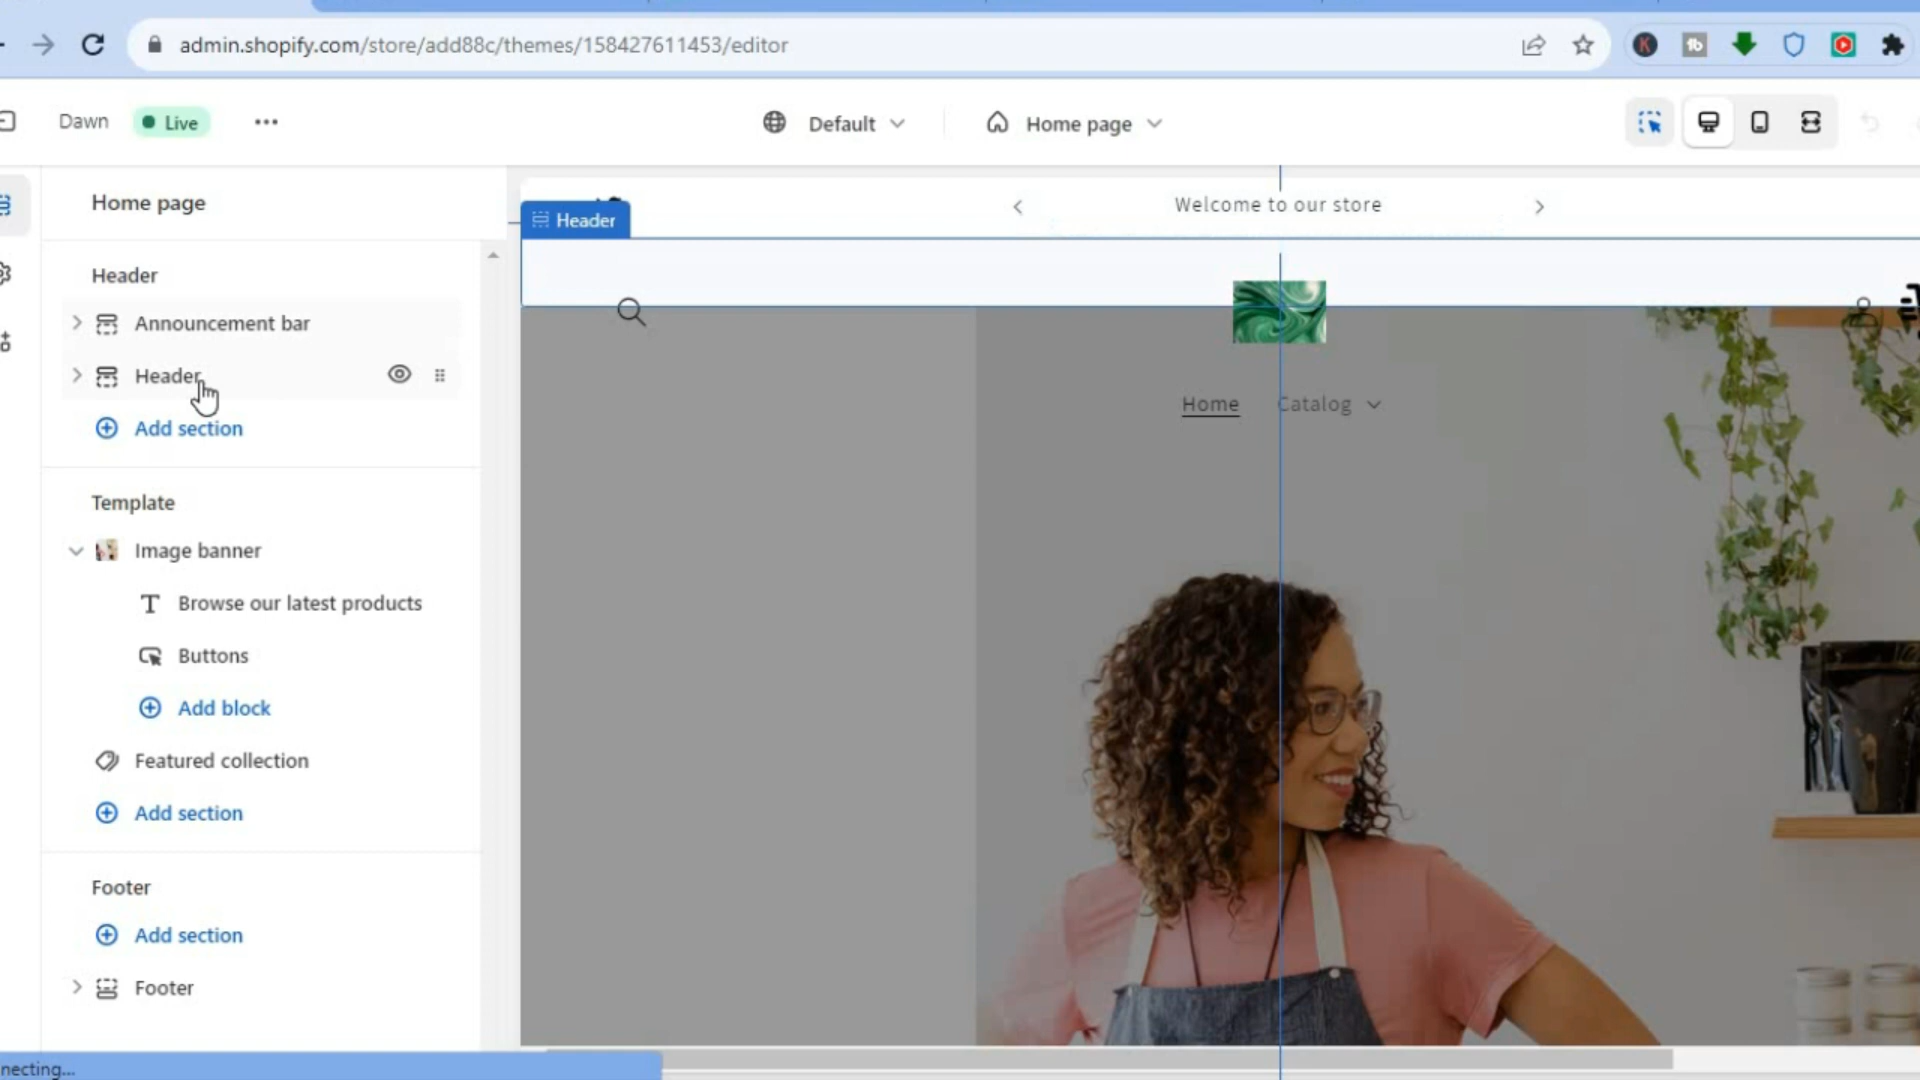 admin.shopify.com/store/add88c/themes/158427611453/editor
Dawn
Live
Default
Home page
Home page
Header
Welcome to our store
Header
Announcement bar
Header
Add section
Home
Catalog
Template
Image banner
Browse our latest products
Buttons
Add block
Featured collection
Add section
Footer
Add section
Footer
necting...